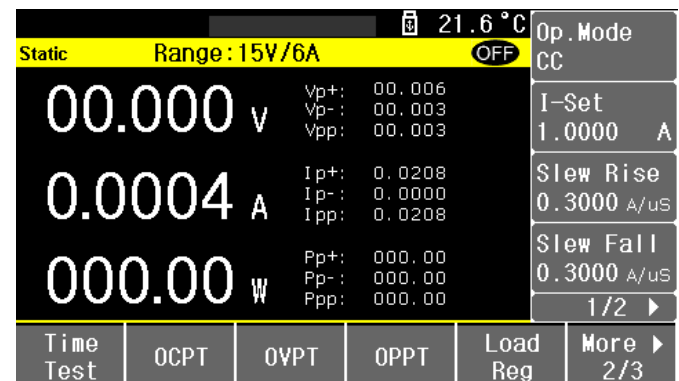 21.6°C
Static Range:15V/6A OFF
00.000 V
Vp+: 00.006
Vp-: 00.003
Vpp: 00.003
0.0004 A
Ip+: 0.0208
Ip-: 0.0000
Ipp: 0.0208
000.00 W
Pp+: 000.00
Pp-: 000.00
Ppp: 000.00
Op.Mode
CC
I-Set
1.0000 A
Slew Rise
0.3000 A/uS
Slew Fall
0.3000 A/uS
1/2 ▶
Time
Test
OCPT
OVPT
OPPT
Load
Reg
More ▶
2/3